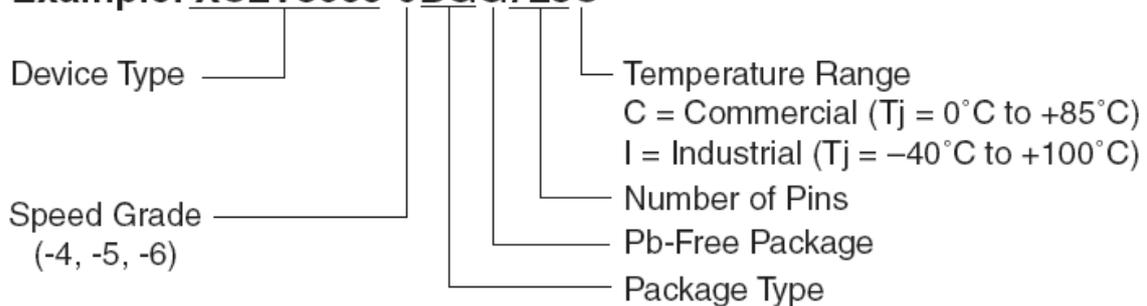 Example:
Device Type
Temperature Range
C = Commercial (Tj = 0°C to +85°C)
I = Industrial (Tj = –40°C to +100°C)
Number of Pins
Speed Grade
(-4, -5, -6)
Pb-Free Package
Package Type